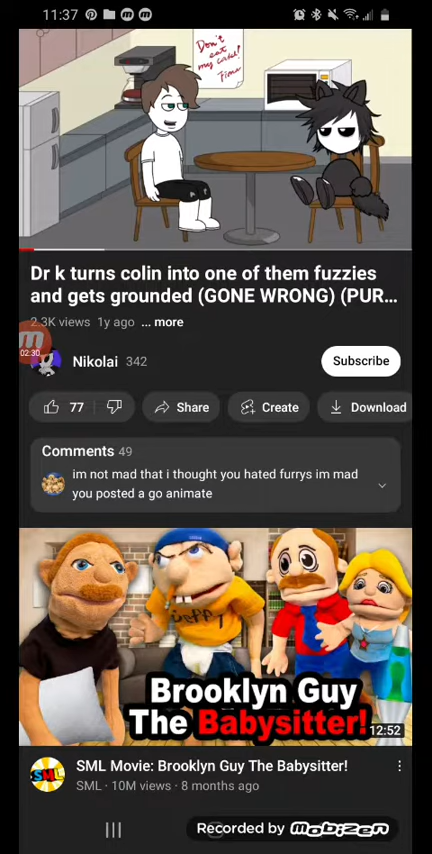 11:37
Don't
eat
my
Time
Dr k turns colin into one of them fuzzies
and gets grounded (GONE WRONG) (PUR...
2.3K views 1y ago ... more
02:30
Nikolai 342
Subscribe
77 Share Create Download
Comments 49
im not mad that i thought you hated furrys im mad
you posted a go animate
Brooklyn Guy
The Babysitter!
12:52
SML
SML Movie: Brooklyn Guy The Babysitter!
SML · 10M views · 8 months ago
Recorded by mobizen